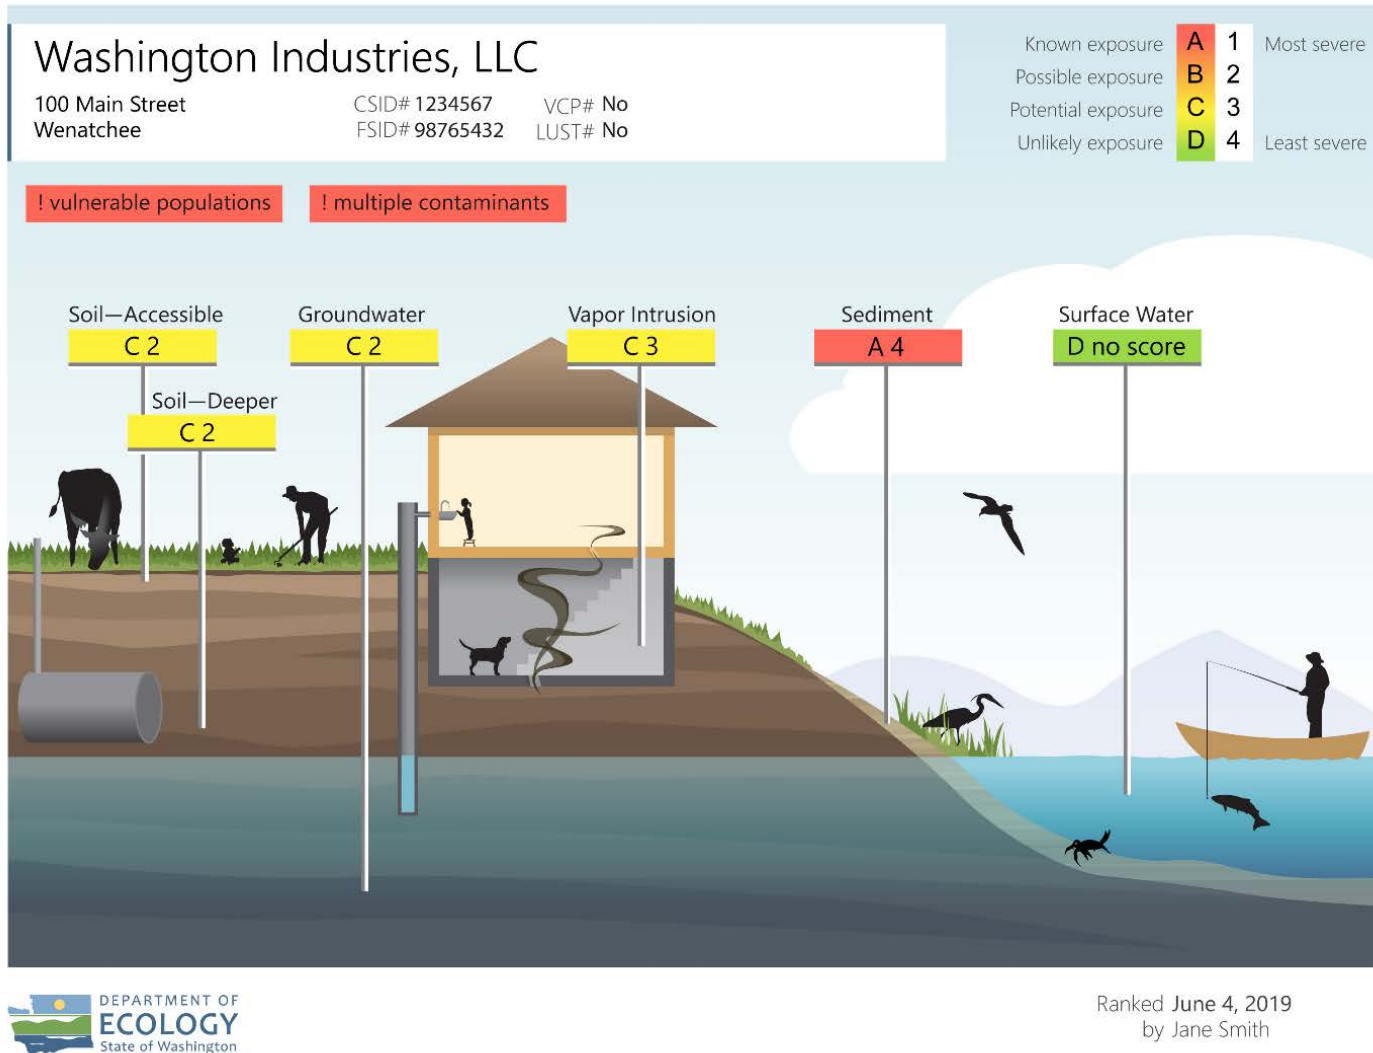 Washington Industries, LLC
100 Main Street
Wenatchee
CSID# 1234567
FSID# 98765432
VCP# No
LUST# No
Known exposure A 1 Most severe
Possible exposure B 2
Potential exposure C 3
Unlikely exposure D 4 Least severe
! vulnerable populations
! multiple contaminants
Soil—Accessible
C 2
Soil—Deeper
C 2
Groundwater
C 2
Vapor Intrusion
C 3
Sediment
A 4
Surface Water
D no score
DEPARTMENT OF
ECOLOGY
State of Washington
Ranked June 4, 2019
by Jane Smith